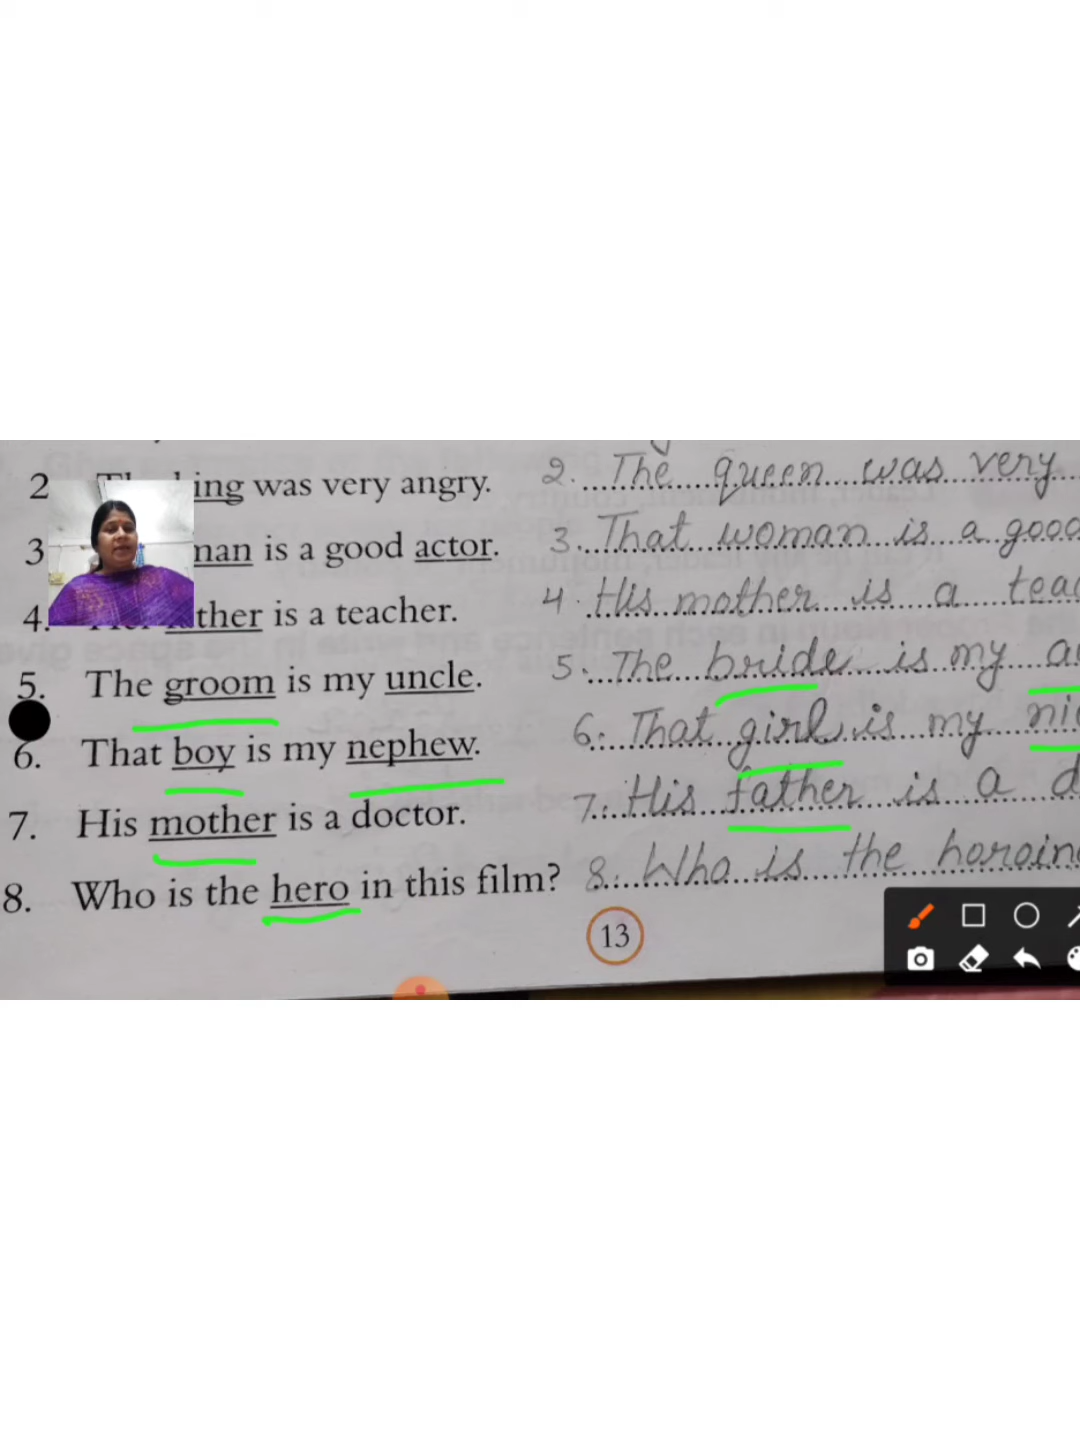 2 ing was very angry. 2. The queen was very
3 man is a good actor. 3. That woman is a good
4. ther is a teacher. 4. His mother is a
5. The groom is my uncle. 5. The bride is my
6. That boy is my nephew. 6. That girl is my
7. His mother is a doctor. 7. His father is a
8. Who is the hero in this film? 8. Who is the
13